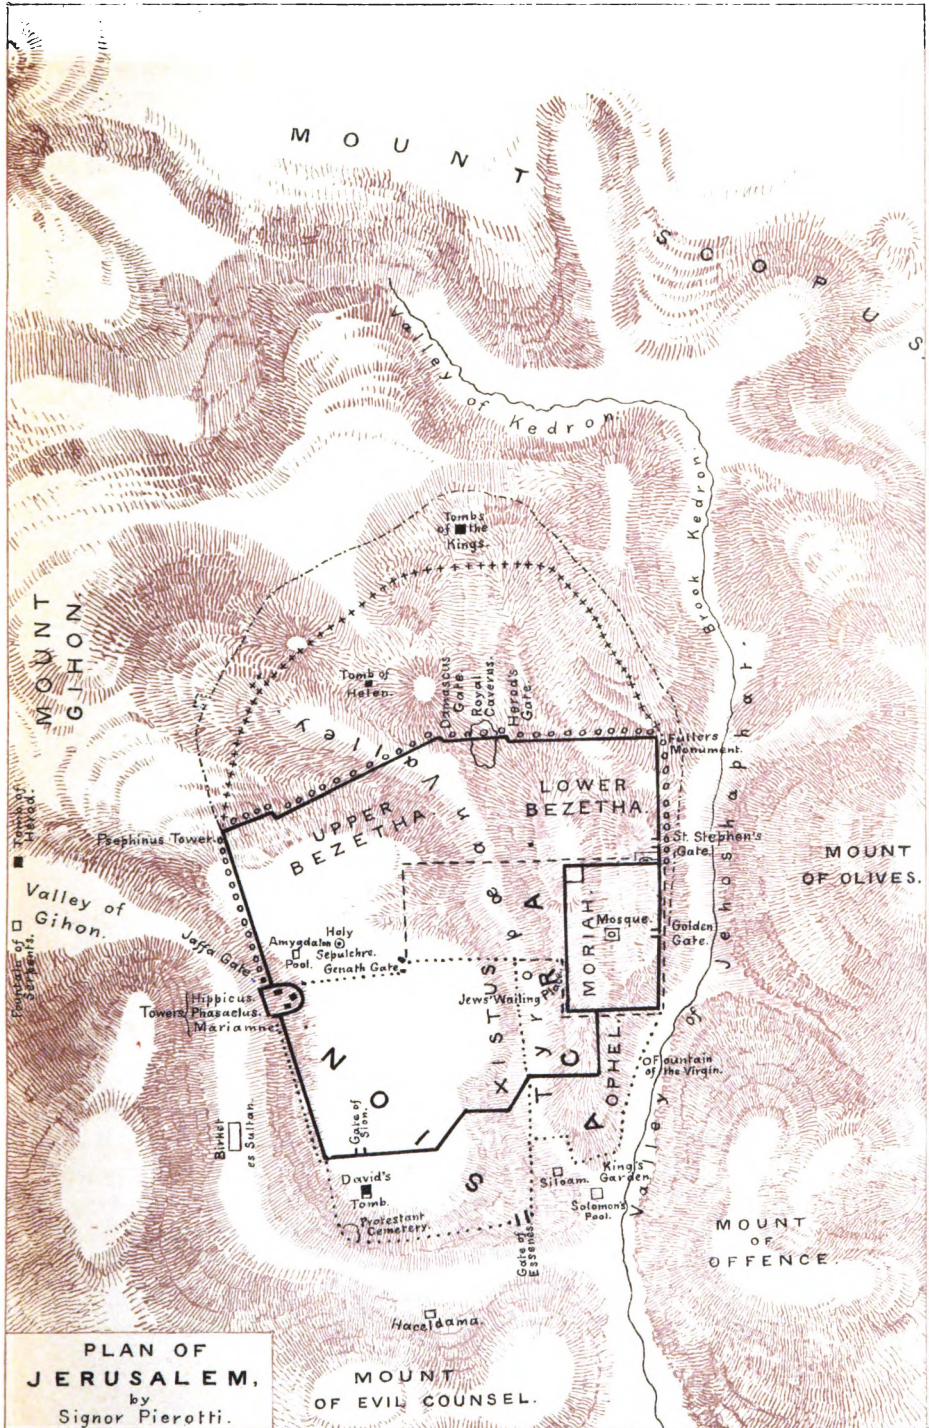 MOUNT
SCOPUS.
Valley of Kedron.
Brook Kedron.
Tombs
of the
Kings.
MOUNT
GIHON.
Tomb of
Helen.
Damascus
Gate.
Royal
Caverns.
Herod's
Gate.
Valley
Fullers
Monument.
Tomb of
Herod.
UPPER
BEZETHA.
LOWER
BEZETHA.
Psephinus Tower.
St. Stephen's
Gate.
MOUNT
OF OLIVES.
Valley of
Gihon.
Fountain of
Serpents.
Jaffa Gate
Amygdalon
Pool.
Holy
Sepulchre.
Genath Gate
MORIAH.
Mosque.
Golden
Gate.
Valley of Jehoshaphat.
Towers
Hippicus.
Phasaelus.
Mariamne.
Jews' Wailing
Place
XISTUS
Tyropæ
ACRA
OPHEL.
Fountain
of the Virgin.
SION
Gate of
Sion.
Birket
es Sultan.
David's
Tomb.
Protestant
Cemetery.
Siloam.
King's
Garden
Solomon's
Pool.
Gate of
Essenes
MOUNT
OF
OFFENCE.
Haceldama.
MOUNT
OF EVIL COUNSEL.
PLAN OF
JERUSALEM,
by
Signor Pierotti.